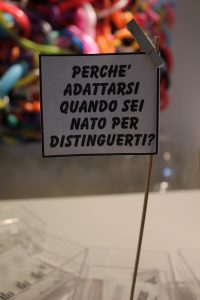 PERCHE'
ADATTARSI
QUANDO SEI
NATO PER
DISTINGUERTI?